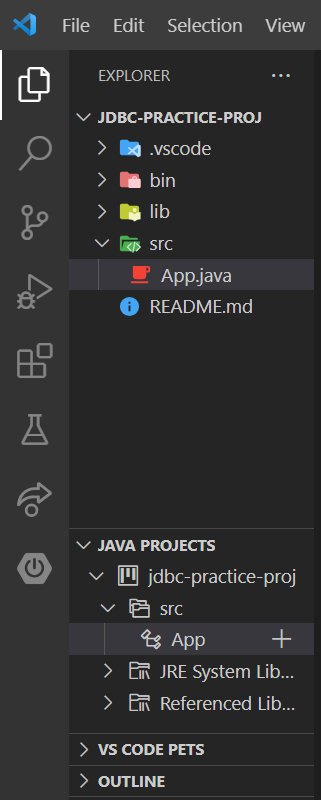 File Edit Selection View
EXPLORER ...
JDBC-PRACTICE-PROJ
.vscode
bin
lib
src
App.java
README.md
JAVA PROJECTS
jdbc-practice-proj
src
App
JRE System Lib...
Referenced Lib...
VS CODE PETS
OUTLINE